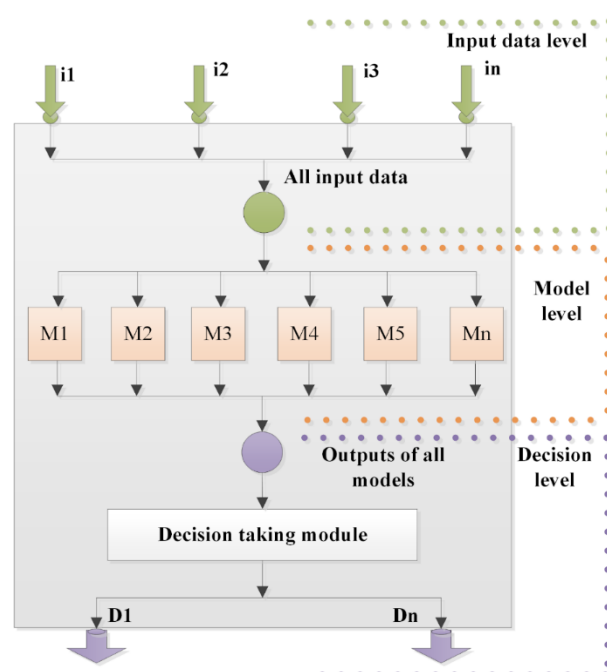 Input data level
i1
i2
i3
in
All input data
Model
level
M1
M2
M3
M4
M5
Mn
Outputs of all
models
Decision
level
Decision taking module
D1
Dn